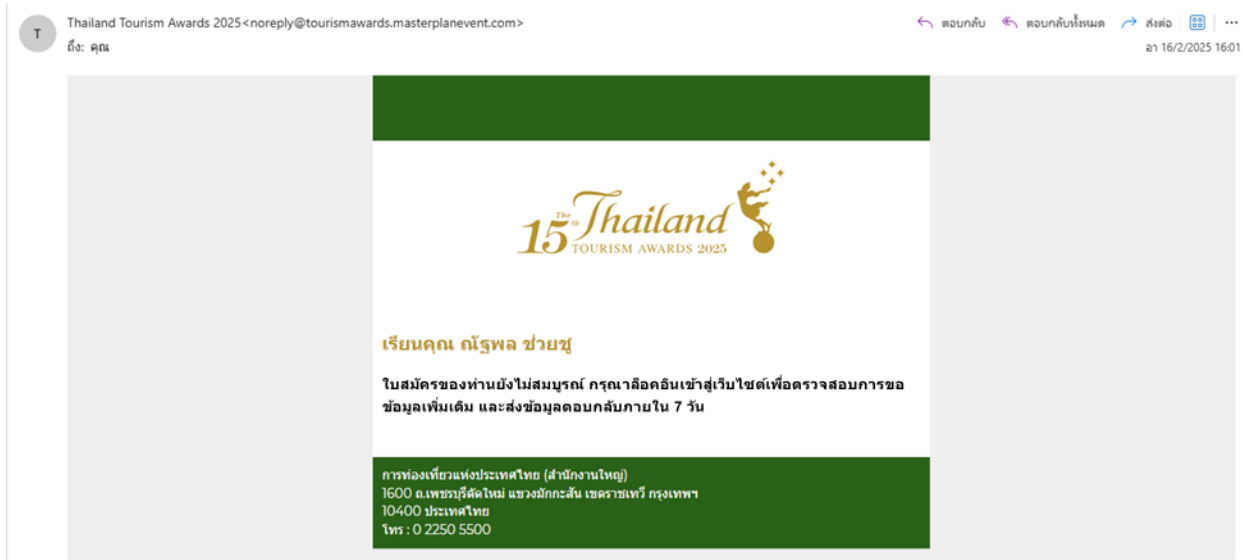 T
Thailand Tourism Awards 2025<noreply@tourismawards.masterplanevent.com>
ตอบกลับ ตอบกลับทั้งหมด ส่งต่อ
ถึง: คุณ
อา 16/2/2025 16:01
The 15th Thailand
TOURISM AWARDS 2025
เรียนคุณ ณัฐพล ช่วยชู
ใบสมัครของท่านยังไม่สมบูรณ์ กรุณาล็อคอินเข้าสู่เว็บไซต์เพื่อตรวจสอบการขอ
ข้อมูลเพิ่มเติม และส่งข้อมูลตอบกลับภายใน 7 วัน
การท่องเที่ยวแห่งประเทศไทย (สำนักงานใหญ่)
1600 ถ.เพชรบุรีตัดใหม่ แขวงมักกะสัน เขตราชเทวี กรุงเทพฯ
10400 ประเทศไทย
โทร : 0 2250 5500